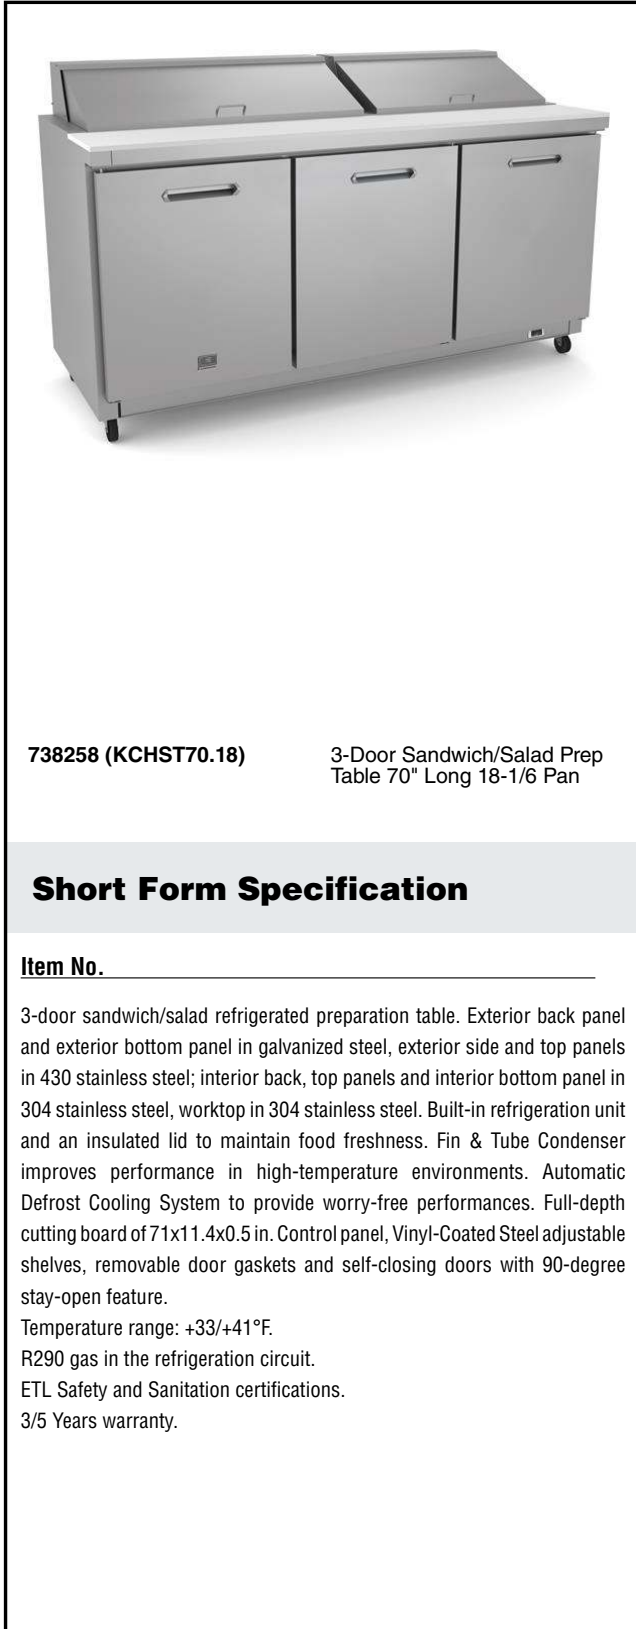 738258 (KCHST70.18)
3-Door Sandwich/Salad Prep
Table 70" Long 18-1/6 Pan
Short Form Specification
Item No.
3-door sandwich/salad refrigerated preparation table. Exterior back panel
and exterior bottom panel in galvanized steel, exterior side and top panels
in 430 stainless steel; interior back, top panels and interior bottom panel in
304 stainless steel, worktop in 304 stainless steel. Built-in refrigeration unit
and an insulated lid to maintain food freshness. Fin & Tube Condenser
improves performance in high-temperature environments. Automatic
Defrost Cooling System to provide worry-free performances. Full-depth
cutting board of 71x11.4x0.5 in. Control panel, Vinyl-Coated Steel adjustable
shelves, removable door gaskets and self-closing doors with 90-degree
stay-open feature.
Temperature range: +33/+41°F.
R290 gas in the refrigeration circuit.
ETL Safety and Sanitation certifications.
3/5 Years warranty.